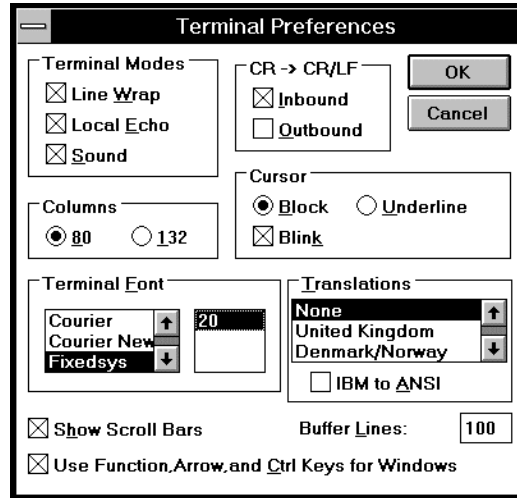 Terminal Preferences
Terminal Modes
Line Wrap
Local Echo
Sound
CR -> CR/LF
Inbound
Outbound
OK
Cancel
Columns
80 132
Cursor
Block Underline
Blink
Terminal Font
Courier
Courier New
Fixedsys
20
Translations
None
United Kingdom
Denmark/Norway
IBM to ANSI
Show Scroll Bars
Buffer Lines: 100
Use Function,Arrow,and Ctrl Keys for Windows